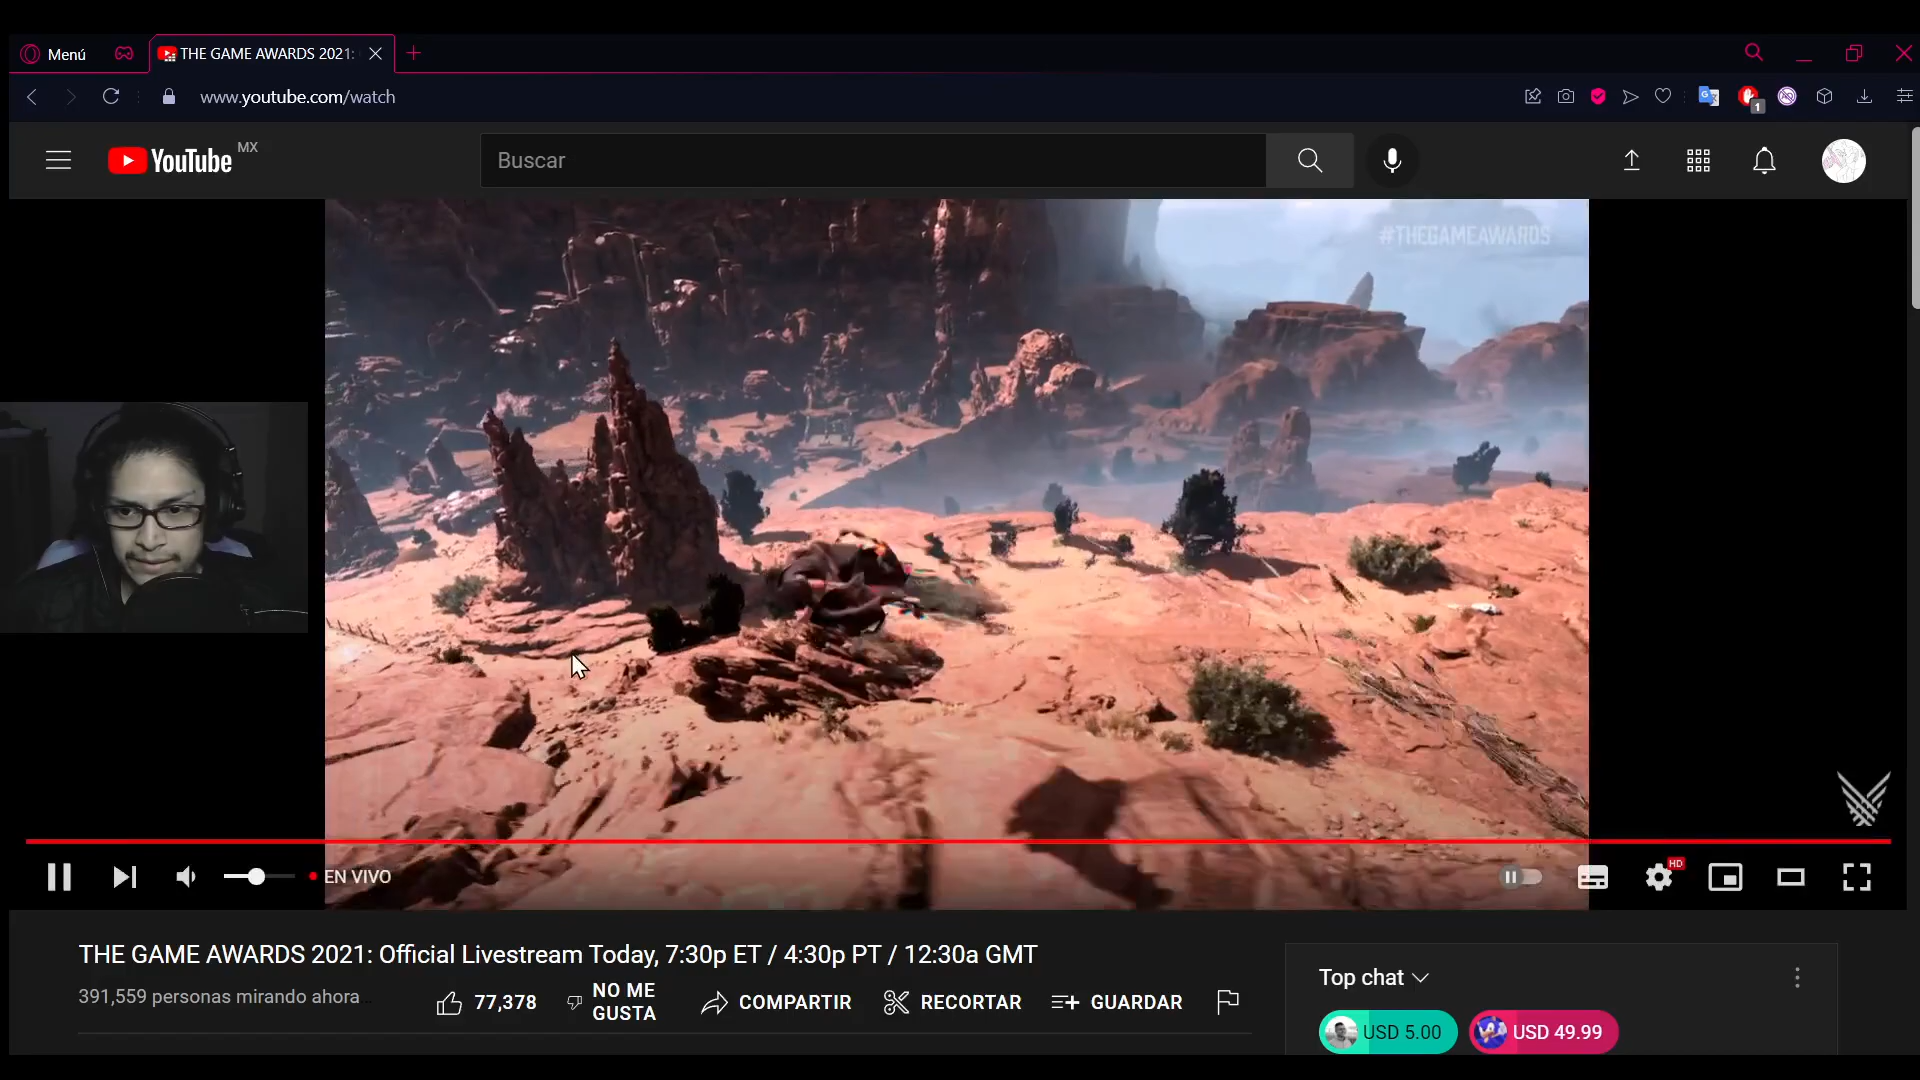 Menú
THE GAME AWARDS 2021:
www.youtube.com/watch
1
YouTube MX
Buscar
#THEGAMEAWARDS
EN VIVO
HD
THE GAME AWARDS 2021: Official Livestream Today, 7:30p ET / 4:30p PT / 12:30a GMT
391,559 personas mirando ahora
77,378
NO ME
GUSTA
COMPARTIR
RECORTAR
GUARDAR
Top chat
USD 5.00
USD 49.99